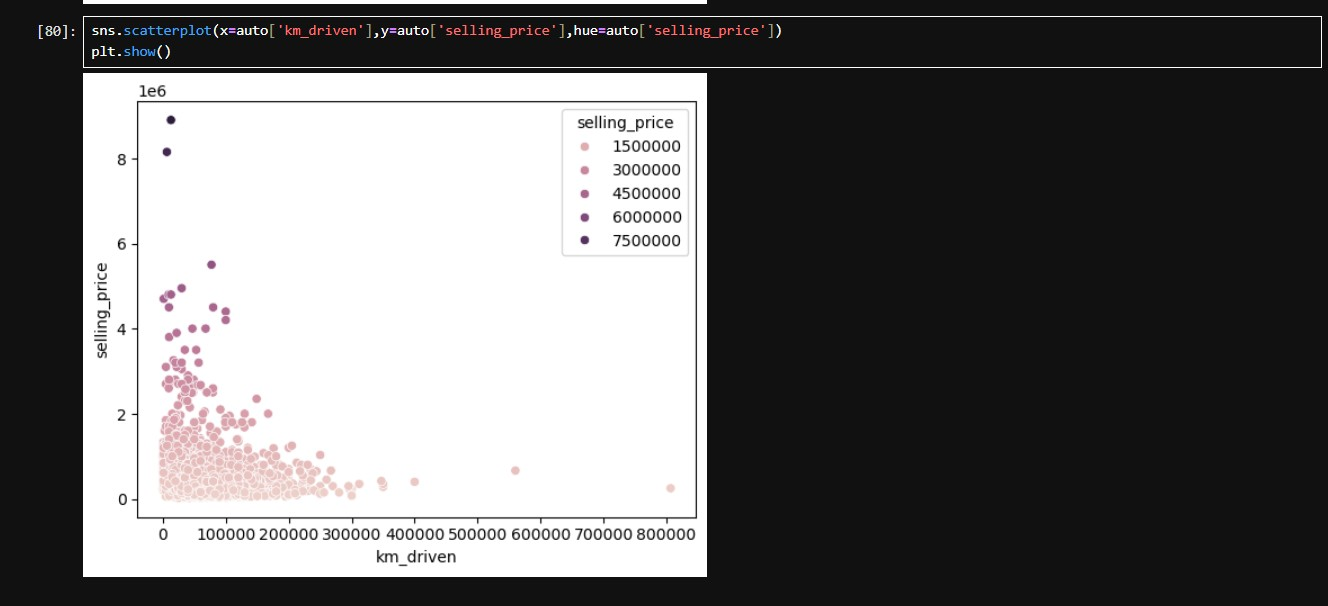 [80]: sns.scatterplot(x=auto['km_driven'],y=auto['selling_price'],hue=auto['selling_price'])
plt.show()
1e6
selling_price
1500000
3000000
4500000
6000000
7500000
8
6
4
2
0
selling_price
0 100000 200000 300000 400000 500000 600000 700000 800000
km_driven